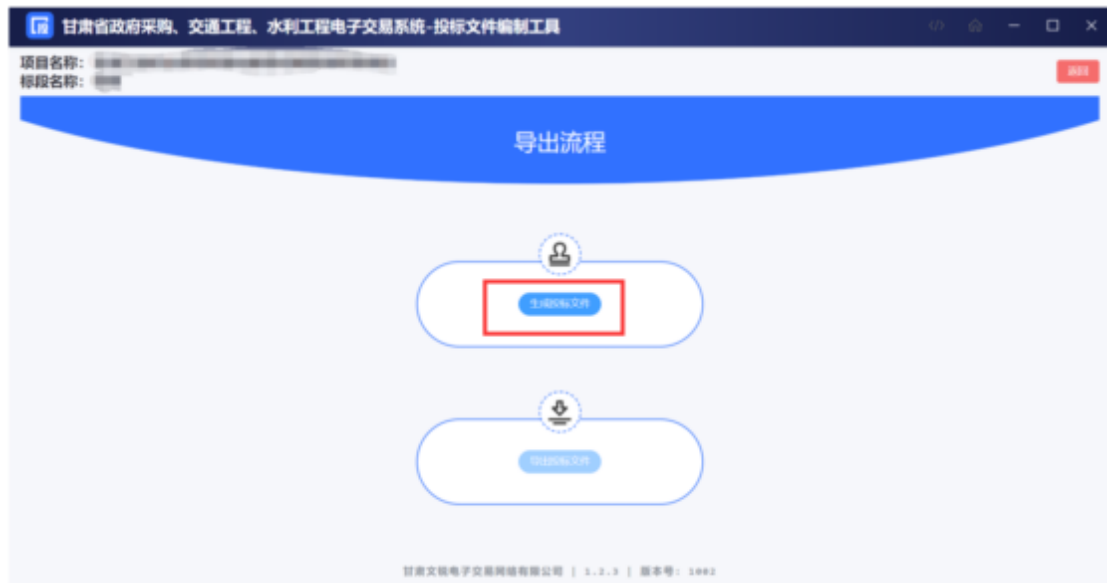 投 甘肃省政府采购、交通工程、水利工程电子交易系统-投标文件编制工具
项目名称：
标段名称：
返回
导出流程
生成投标文件
导出投标文件
甘肃文锐电子交易网络有限公司 | 1.2.3 | 版本号: 1002